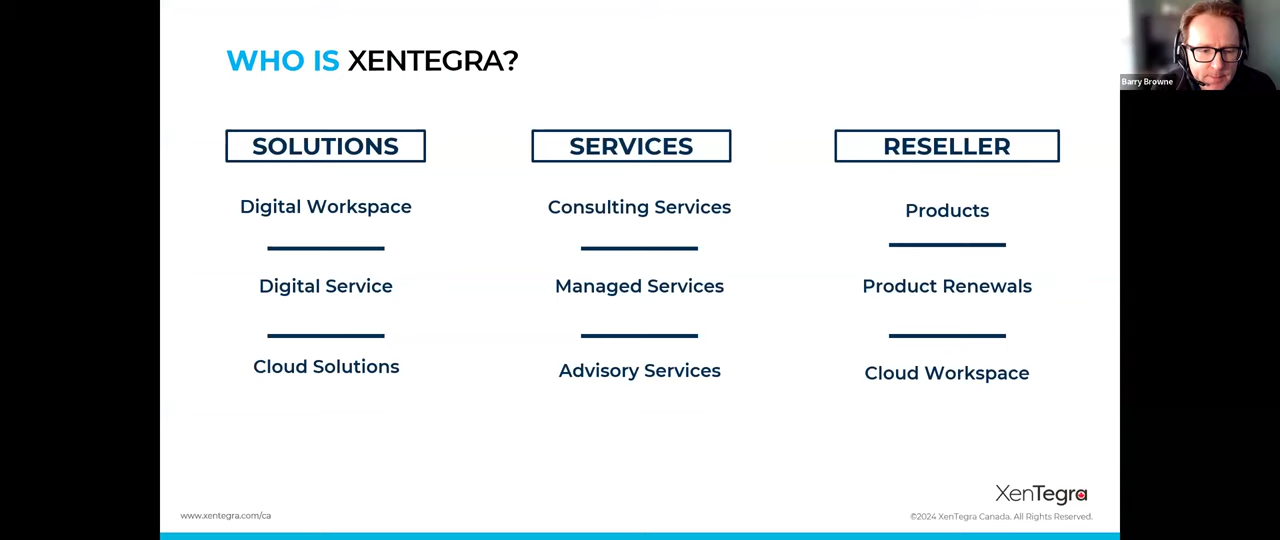 WHO IS XENTEGRA?
SOLUTIONS
Digital Workspace
Digital Service
Cloud Solutions
SERVICES
Consulting Services
Managed Services
Advisory Services
RESELLER
Products
Product Renewals
Cloud Workspace
XenTegra
www.xentegra.com/ca
©2024 XenTegra Canada. All Rights Reserved.
Barry Browne